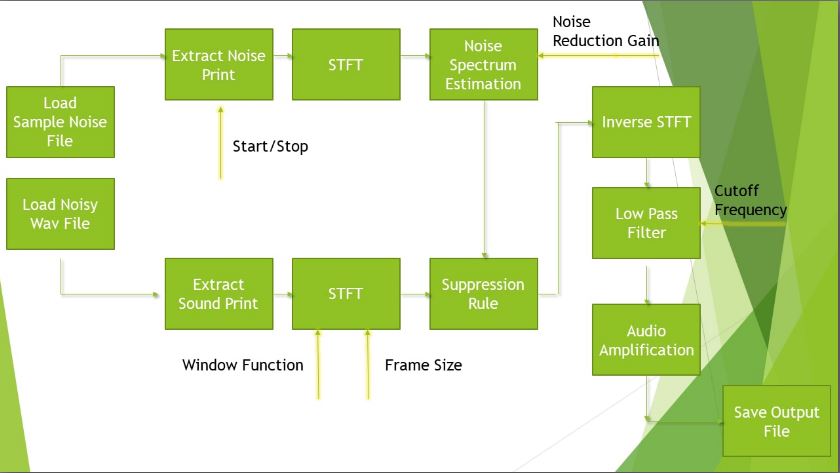 Noise
Reduction Gain
Extract Noise
Print
STFT
Noise
Spectrum
Estimation
Load
Sample Noise
File
Inverse STFT
Start/Stop
Load Noisy
Wav File
Cutoff
Frequency
Low Pass
Filter
Extract
Sound Print
STFT
Suppression
Rule
Audio
Amplification
Window Function
Frame Size
Save Output
File